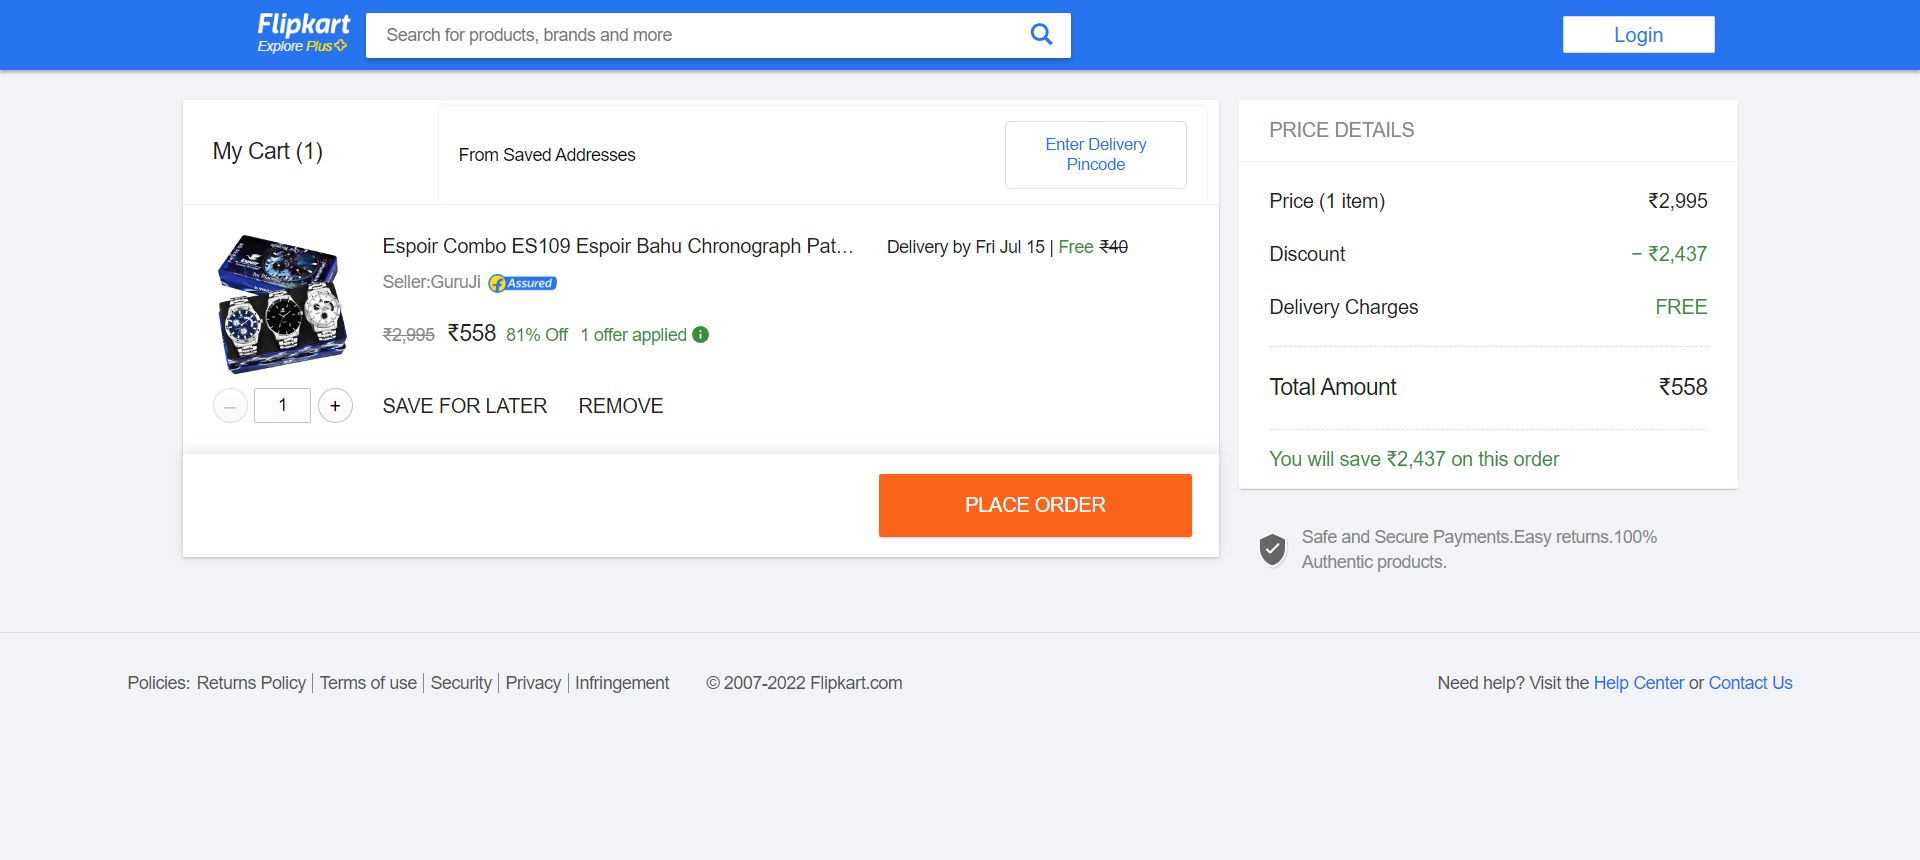 Flipkart
Explore Plus
Search for products, brands and more
Login
My Cart (1)
From Saved Addresses
Enter Delivery
Pincode
Espoir Combo ES109 Espoir Bahu Chronograph Pat...
Delivery by Fri Jul 15 | Free ₹40
Seller:GuruJi Assured
₹2,995 ₹558 81% Off 1 offer applied
1
SAVE FOR LATER REMOVE
PLACE ORDER
PRICE DETAILS
Price (1 item) ₹2,995
Discount − ₹2,437
Delivery Charges FREE
Total Amount ₹558
You will save ₹2,437 on this order
Safe and Secure Payments.Easy returns.100%
Authentic products.
Policies: Returns Policy | Terms of use | Security | Privacy | Infringement © 2007-2022 Flipkart.com
Need help? Visit the Help Center or Contact Us